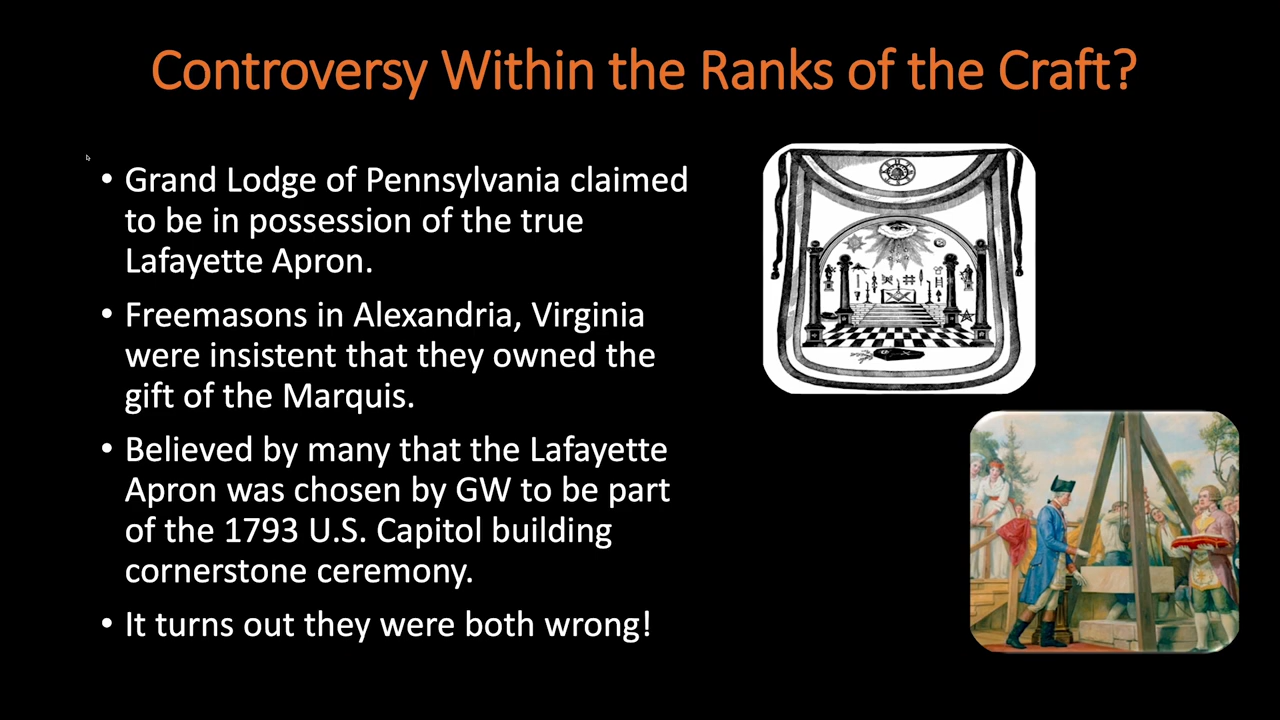 Controversy Within the Ranks of the Craft?
• Grand Lodge of Pennsylvania claimed
to be in possession of the true
Lafayette Apron.
• Freemasons in Alexandria, Virginia
were insistent that they owned the
gift of the Marquis.
• Believed by many that the Lafayette
Apron was chosen by GW to be part
of the 1793 U.S. Capitol building
cornerstone ceremony.
• It turns out they were both wrong!